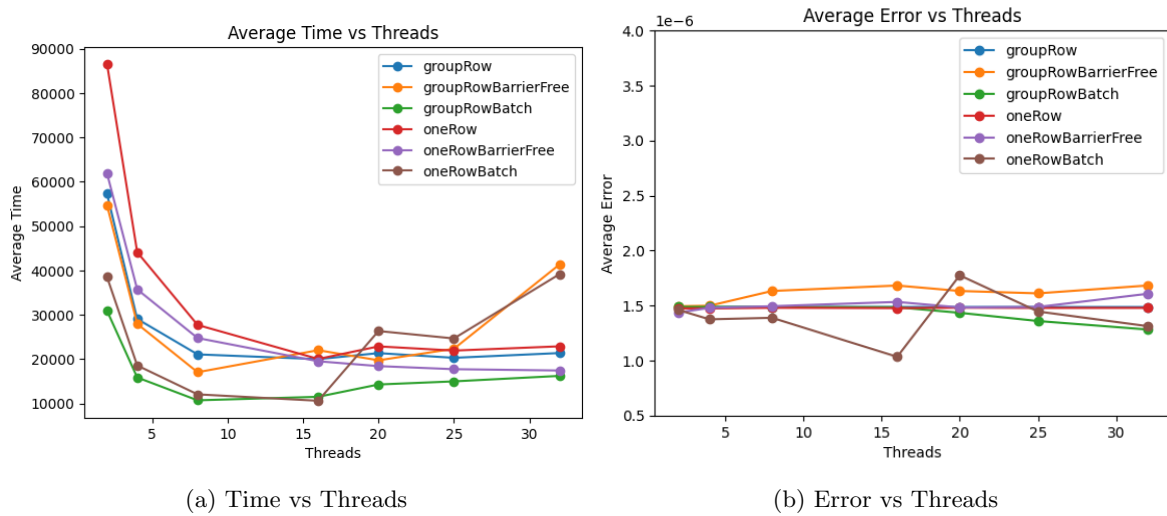 Average Time vs Threads
90000
80000
70000
60000
50000
40000
30000
20000
10000
Average Time
groupRow
groupRowBarrierFree
groupRowBatch
oneRow
oneRowBarrierFree
oneRowBatch
5
10
15
20
25
30
Threads
(a) Time vs Threads
1e−6
Average Error vs Threads
4.0
3.5
3.0
2.5
2.0
1.5
1.0
0.5
Average Error
groupRow
groupRowBarrierFree
groupRowBatch
oneRow
oneRowBarrierFree
oneRowBatch
5
10
15
20
25
30
Threads
(b) Error vs Threads